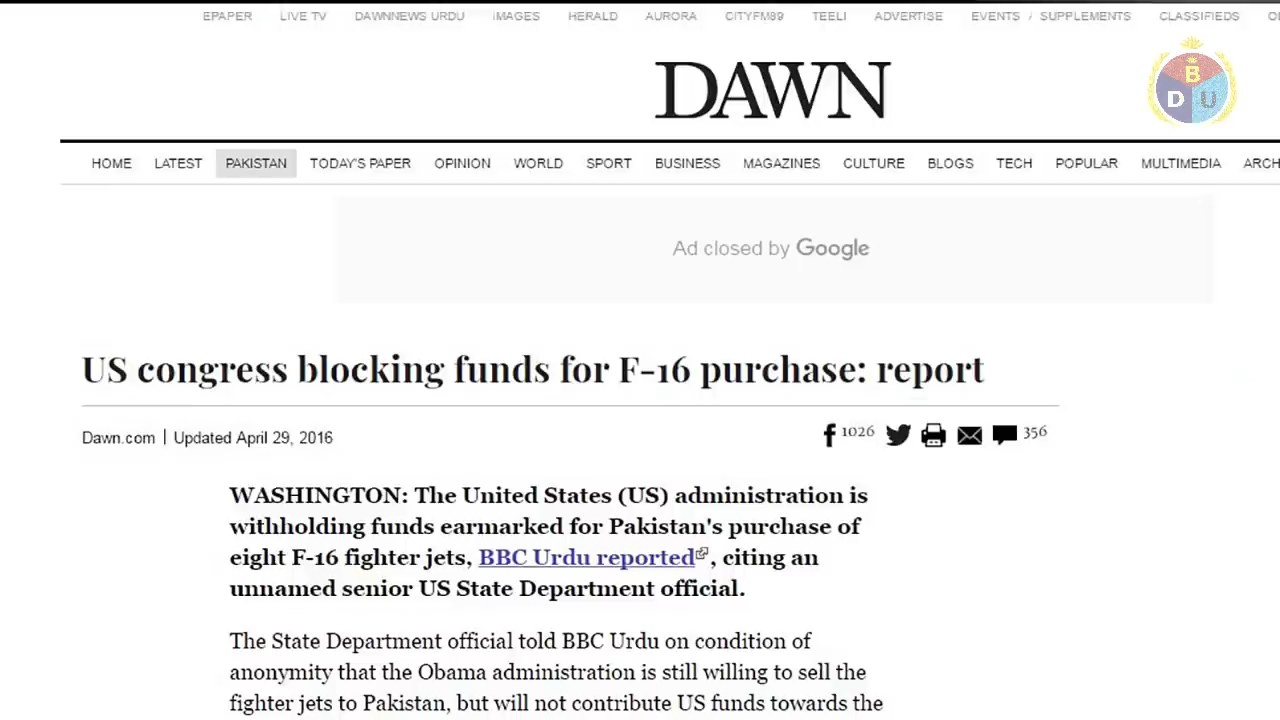 EPAPER LIVE TV DAWNNEWS URDU IMAGES HERALD AURORA CITYFM89 TEELI ADVERTISE EVENTS / SUPPLEMENTS CLASSIFIEDS
DAWN
B
D U
HOME LATEST PAKISTAN TODAY'S PAPER OPINION WORLD SPORT BUSINESS MAGAZINES CULTURE BLOGS TECH POPULAR MULTIMEDIA ARCH
Ad closed by Google
US congress blocking funds for F-16 purchase: report
Dawn.com | Updated April 29, 2016
1026 356
WASHINGTON: The United States (US) administration is
withholding funds earmarked for Pakistan's purchase of
eight F-16 fighter jets, BBC Urdu reported, citing an
unnamed senior US State Department official.
The State Department official told BBC Urdu on condition of
anonymity that the Obama administration is still willing to sell the
fighter jets to Pakistan, but will not contribute US funds towards the